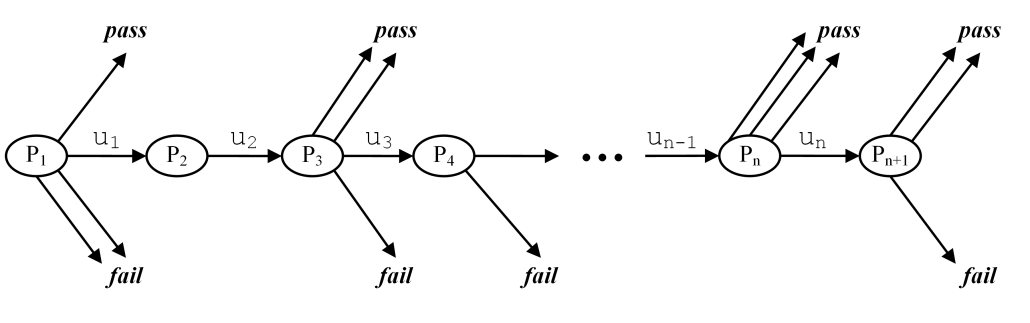 pass pass pass pass
u1 u2 u3 un-1 un
P1 P2 P3 P4 ... Pn Pn+1
fail fail fail fail